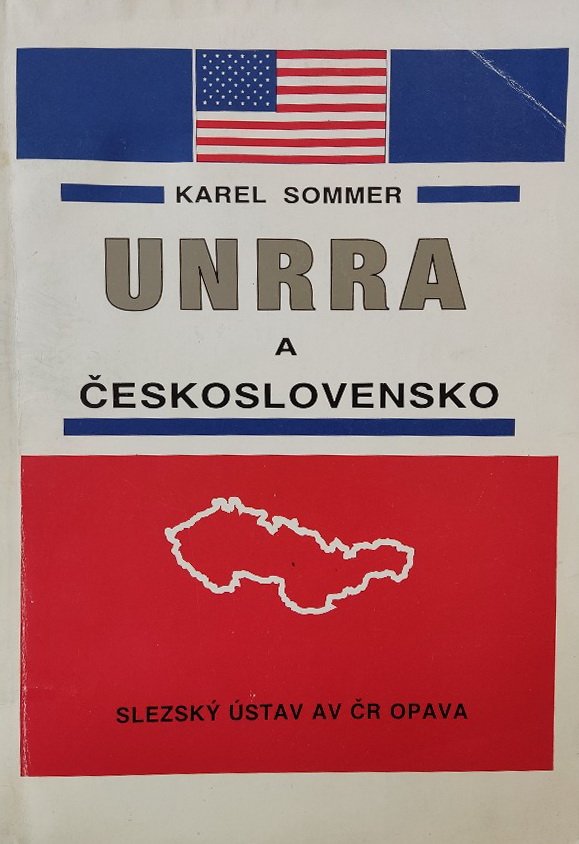 KAREL SOMMER
UNRRA
A
ČESKOSLOVENSKO
SLEZSKÝ ÚSTAV AV ČR OPAVA